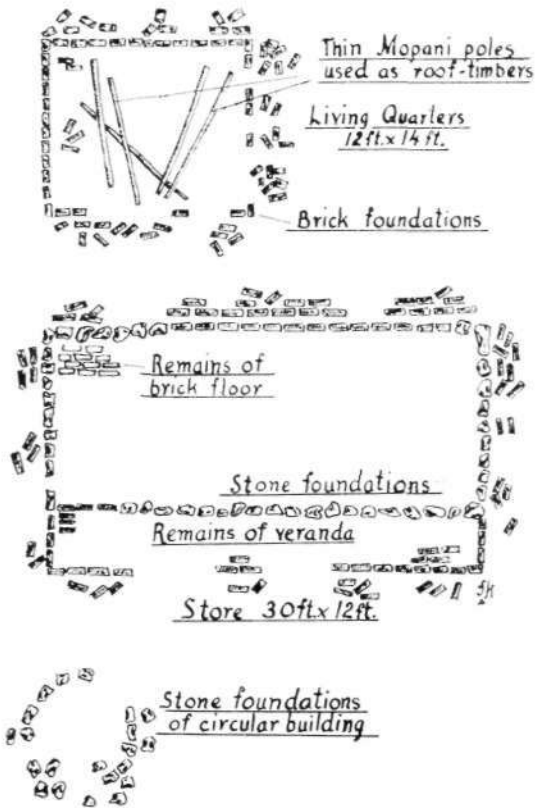 Thin Mopani poles
used as roof-timbers
Living Quarters
12ft. x 14ft.
Brick foundations
Remains of
brick floor
Stone foundations
Remains of veranda
Store 30ft. x 12ft.
Stone foundations
of circular building